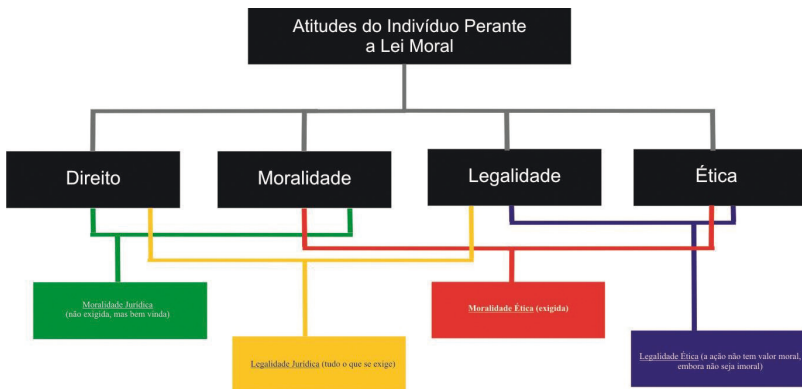 Atitudes do Indivíduo Perante
a Lei Moral
Direito
Moralidade
Legalidade
Ética
Moralidade Jurídica
(não exigida, mas bem vinda)
Moralidade Ética (exigida)
Legalidade Jurídica (tudo o que se exige)
Legalidade Ética (a ação não tem valor moral,
embora não seja imoral)